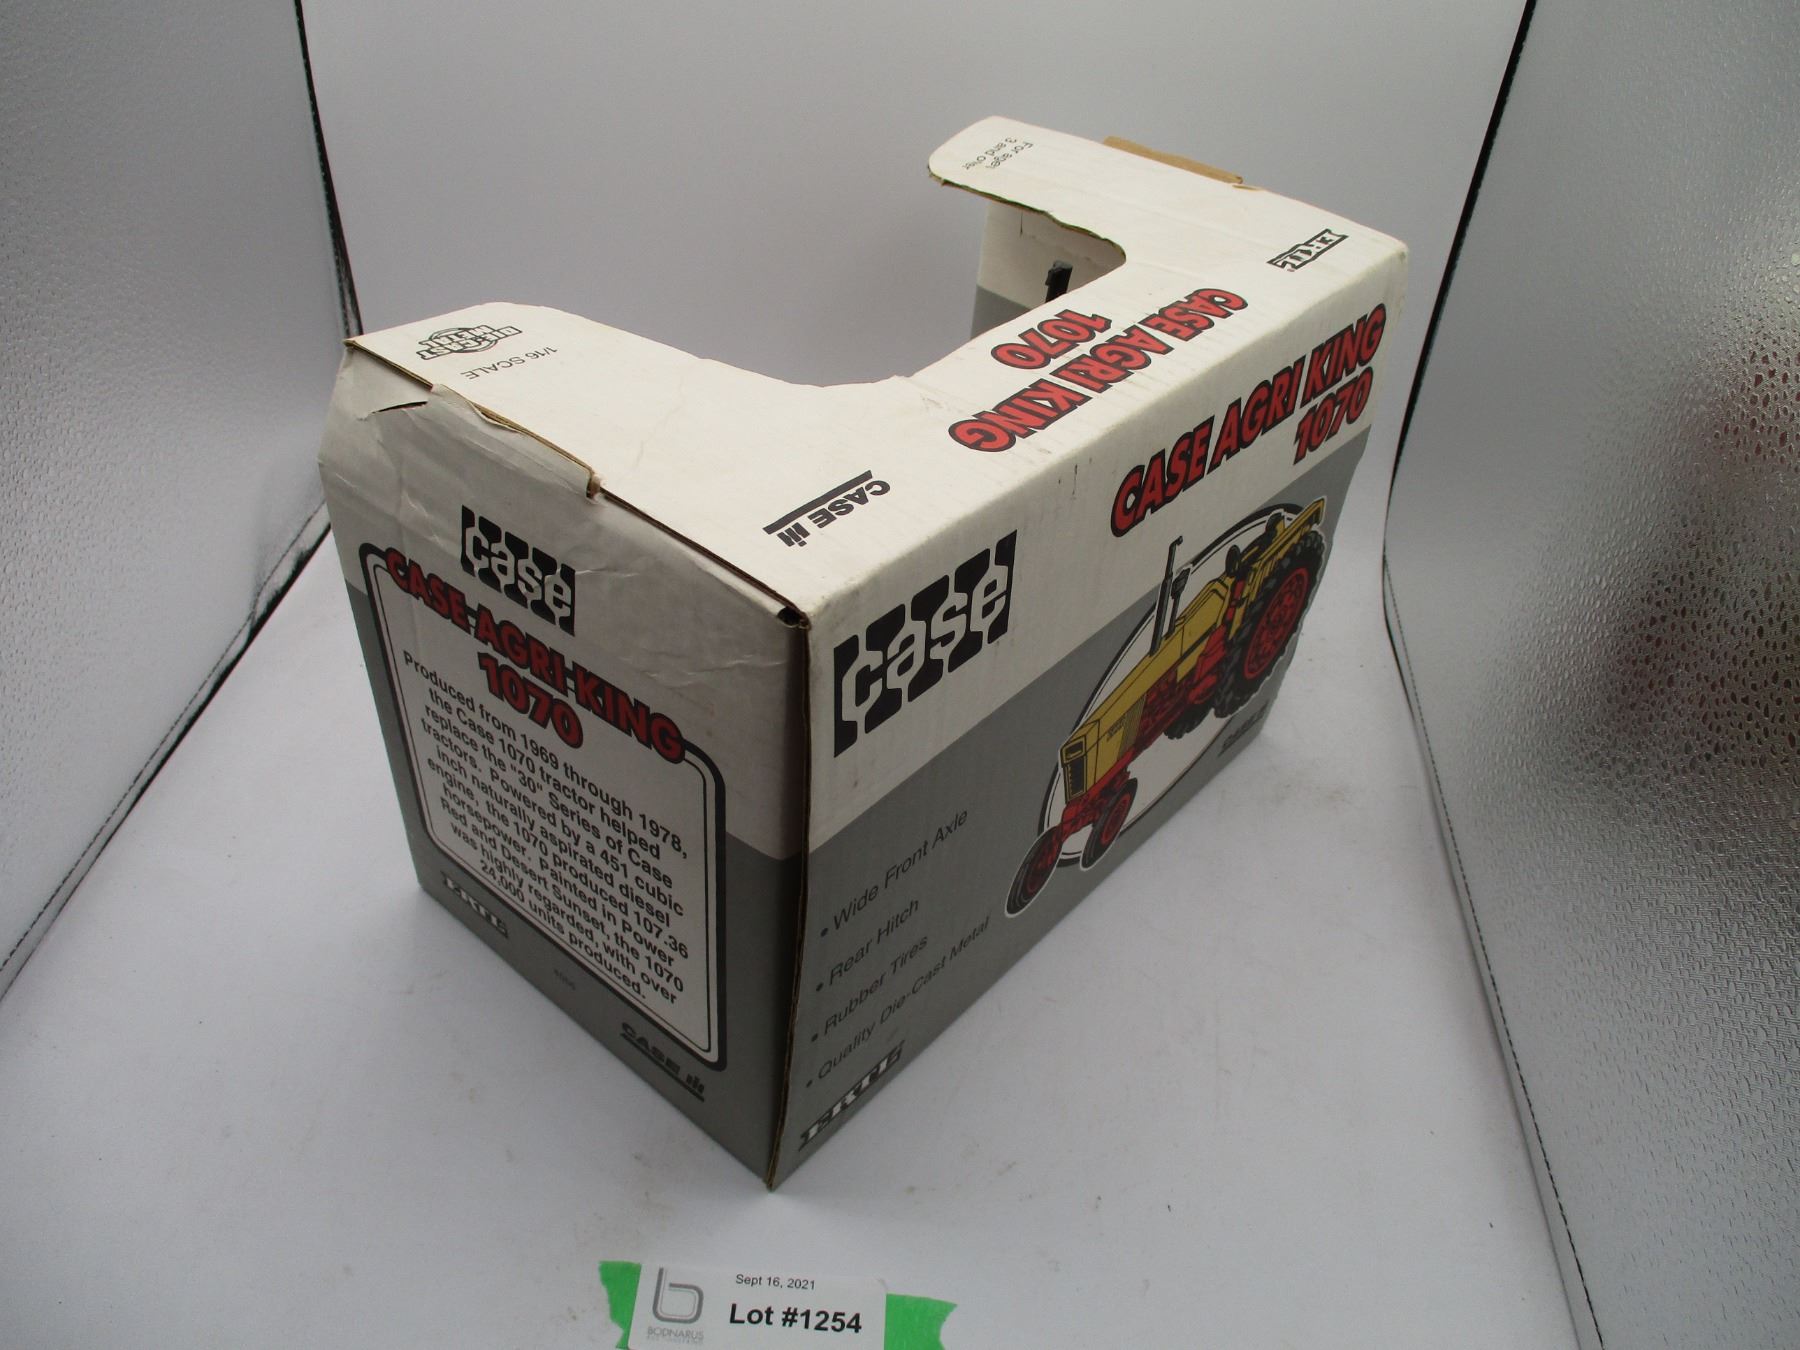 For ages
3 and over
ERTL
DIE-CAST
METAL
1/16 SCALE
CASE AGRI KING
1070
CASE IH
CASE AGRI KING
1070
case
• Wide Front Axle
• Rear Hitch
• Rubber Tires
• Quality Die-Cast Metal
ERTL
case
CASE-AGRI-KING
1070
Produced from 1969 through 1978,
the Case 1070 tractor helped
replace the "30" Series of Case
tractors. Powered by a 451 cubic
inch naturally aspirated diesel
engine, the 1070 produced 107.36
horsepower. Painted in Power
Red and Desert Sunset, the 1070
was highly regarded, with over
24,000 units produced.
ERTL
CASE IH
Sept 16, 2021
Lot #1254
BODNARUS